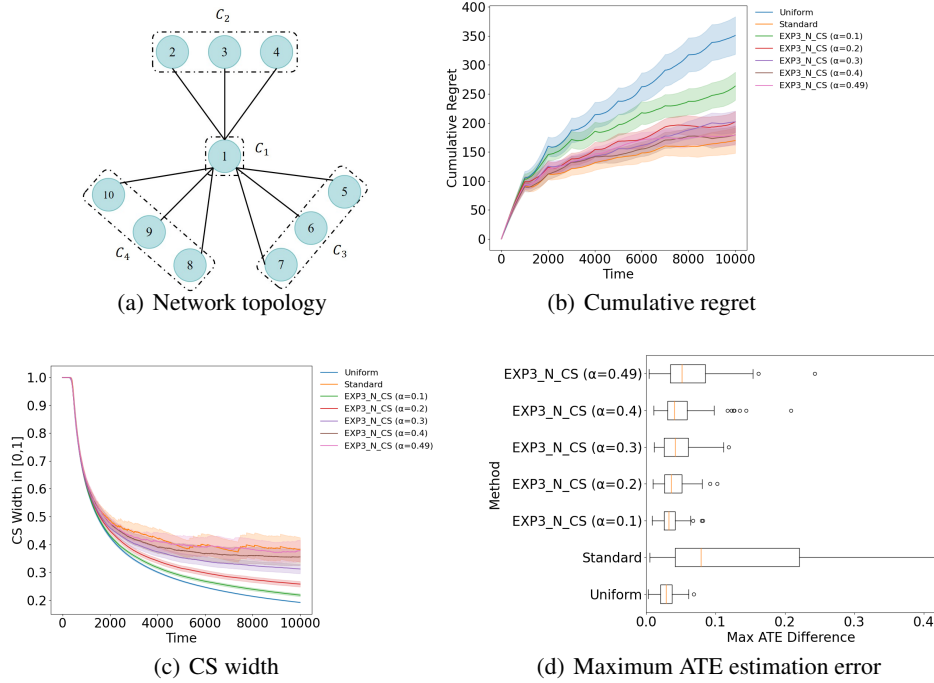 C₂
2 3 4
1 C₁
10 5
9 6
C₄ C₃
8 7
(a) Network topology
Cumulative Regret
400
350
300
250
200
150
100
50
0
0 2000 4000 6000 8000 10000
Time
Uniform
Standard
EXP3_N_CS (α=0.1)
EXP3_N_CS (α=0.2)
EXP3_N_CS (α=0.3)
EXP3_N_CS (α=0.4)
EXP3_N_CS (α=0.49)
(b) Cumulative regret
CS Width in [0,1]
1.0
0.9
0.8
0.7
0.6
0.5
0.4
0.3
0.2
0 2000 4000 6000 8000 10000
Time
Uniform
Standard
EXP3_N_CS (α=0.1)
EXP3_N_CS (α=0.2)
EXP3_N_CS (α=0.3)
EXP3_N_CS (α=0.4)
EXP3_N_CS (α=0.49)
(c) CS width
Method
EXP3_N_CS (α=0.49)
EXP3_N_CS (α=0.4)
EXP3_N_CS (α=0.3)
EXP3_N_CS (α=0.2)
EXP3_N_CS (α=0.1)
Standard
Uniform
0.0 0.1 0.2 0.3 0.4
Max ATE Difference
(d) Maximum ATE estimation error